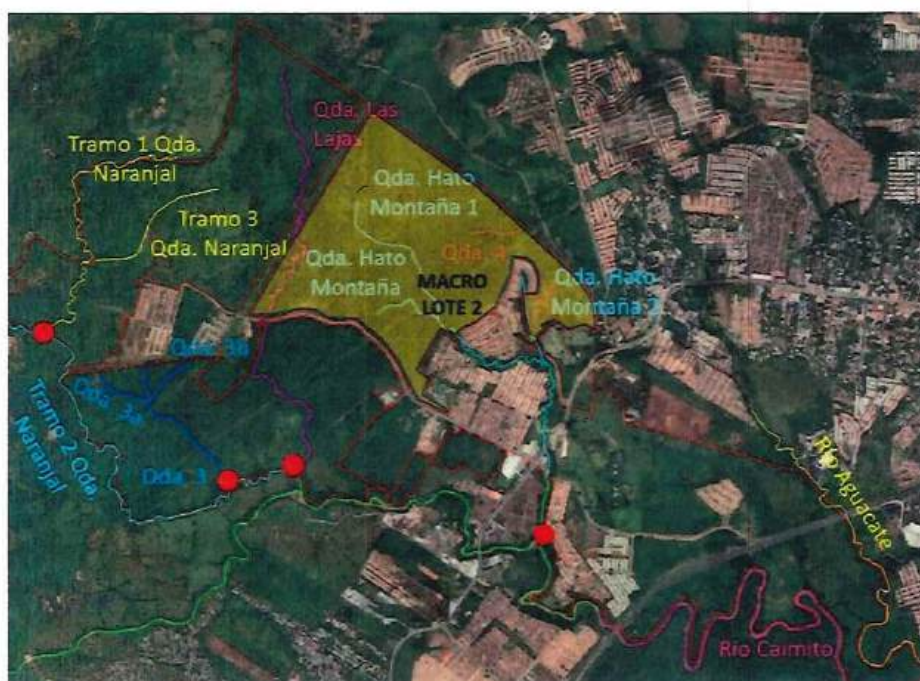 Qda. Las
Lajas
Tramo 1 Qda.
Naranjal
Qda. Hato
Montaña 1
Tramo 3
Qda. Naranjal
Qda. 4
Qda. Hato
Montaña
MACRO
LOTE 2
Qda. Hato
Montaña 2
Qda. 3b
Qda. 3a
Tramo 2 Qda.
Naranjal
Qda. 3
Río Aguacate
Río Caimito